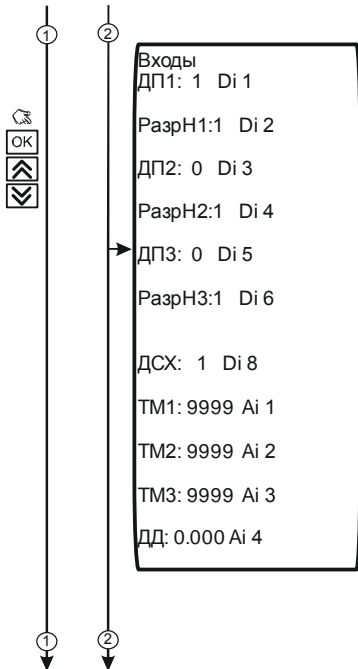 1 2
Входы
ДП1: 1 Di 1
OK
РазрН1:1 Di 2
ДП2: 0 Di 3
РазрН2:1 Di 4
ДП3: 0 Di 5
РазрН3:1 Di 6
ДСХ: 1 Di 8
ТМ1: 9999 Ai 1
ТМ2: 9999 Ai 2
ТМ3: 9999 Ai 3
ДД: 0.000 Ai 4
1 2